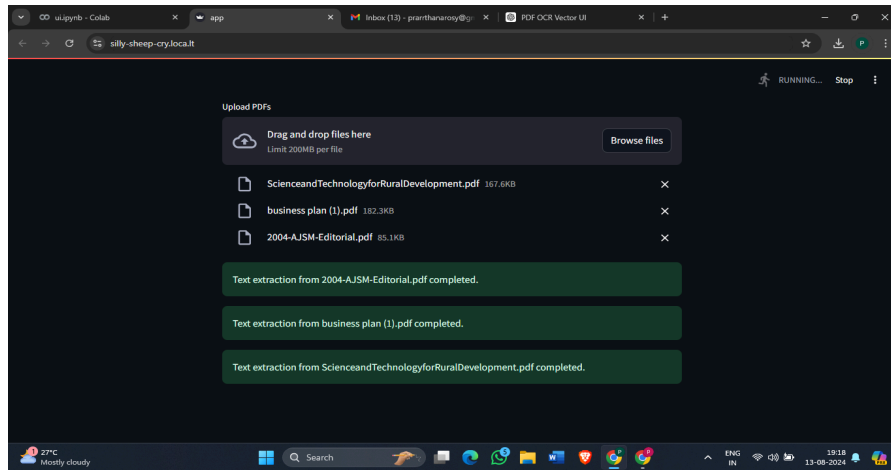 ui.ipynb - Colab
app
Inbox (13) - prarrthanarosy@g
PDF OCR Vector UI
silly-sheep-cry.loca.lt
P
RUNNING...
Stop
Upload PDFs
Drag and drop files here
Limit 200MB per file
Browse files
ScienceandTechnologyforRuralDevelopment.pdf 167.6KB
business plan (1).pdf 182.3KB
2004-AJSM-Editorial.pdf 85.1KB
Text extraction from 2004-AJSM-Editorial.pdf completed.
Text extraction from business plan (1).pdf completed.
Text extraction from ScienceandTechnologyforRuralDevelopment.pdf completed.
27°C
Mostly cloudy
Search
ENG
IN
19:18
13-08-2024